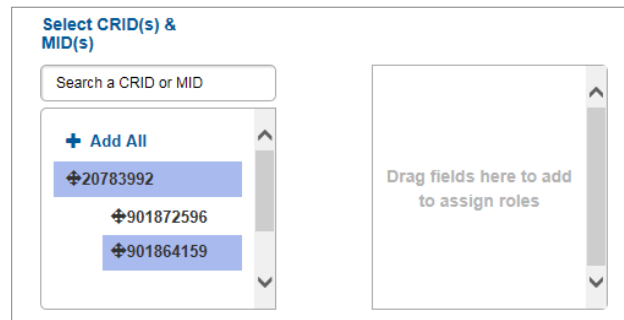 Select CRID(s) &
MID(s)
Search a CRID or MID
Add All
20783992
901872596
901864159
Drag fields here to add
to assign roles